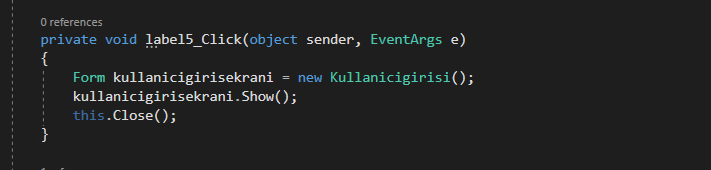 0 references
private void label5_Click(object sender, EventArgs e)
{
Form kullanicigirisekrani = new Kullanicigirisi();
kullanicigirisekrani.Show();
this.Close();
}